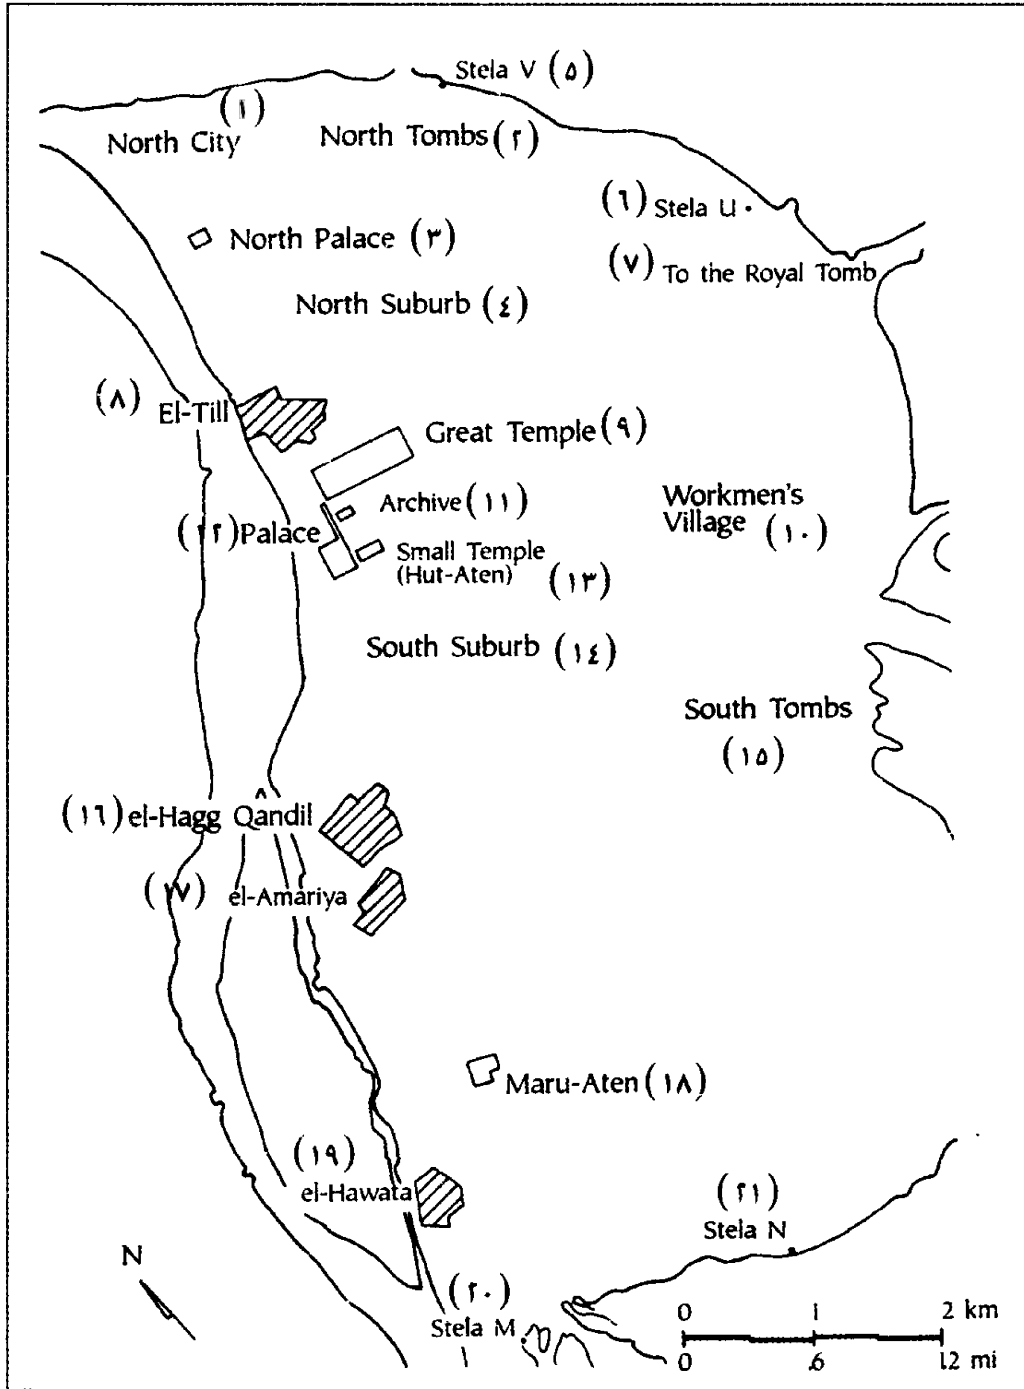 Stela V (٥)
(١)
North City
North Tombs (٢)
(٦) Stela U
North Palace (٣)
(٧) To the Royal Tomb
North Suburb (٤)
(٨) El-Till
Great Temple (٩)
Archive (١١)
Workmen's
Village (١٠)
(١٢) Palace
Small Temple
(Hut-Aten) (١٣)
South Suburb (١٤)
South Tombs
(١٥)
(١٦) el-Hagg Qândil
(١٧) el-Amariya
Maru-Aten (١٨)
(١٩)
el-Hawata
(٢١)
Stela N
N
(٢٠)
Stela M
0 1 2 km
0 .6 1.2 mi